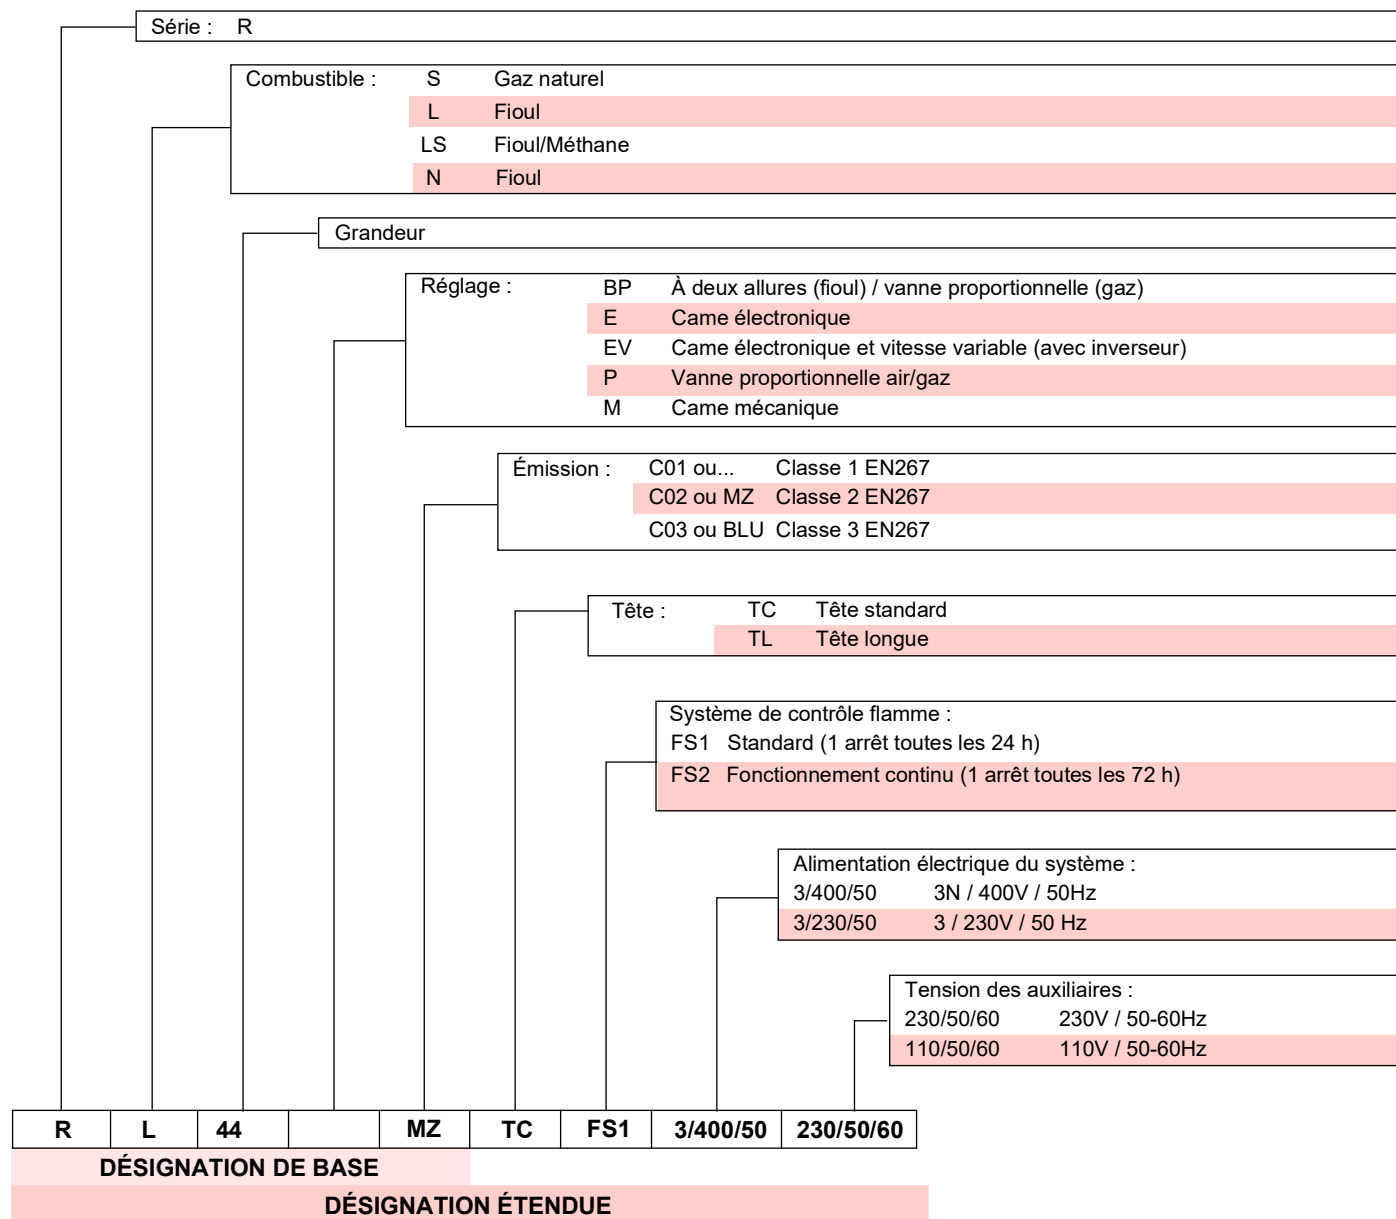 Série : R
Combustible : S Gaz naturel
L Fioul
LS Fioul/Méthane
N Fioul
Grandeur
Réglage : BP À deux allures (fioul) / vanne proportionnelle (gaz)
E Came électronique
EV Came électronique et vitesse variable (avec inverseur)
P Vanne proportionnelle air/gaz
M Came mécanique
Émission : C01 ou... Classe 1 EN267
C02 ou MZ Classe 2 EN267
C03 ou BLU Classe 3 EN267
Tête : TC Tête standard
TL Tête longue
Système de contrôle flamme :
FS1 Standard (1 arrêt toutes les 24 h)
FS2 Fonctionnement continu (1 arrêt toutes les 72 h)
Alimentation électrique du système :
3/400/50 3N / 400V / 50Hz
3/230/50 3 / 230V / 50 Hz
Tension des auxiliaires :
230/50/60 230V / 50-60Hz
110/50/60 110V / 50-60Hz
R L 44 MZ TC FS1 3/400/50 230/50/60
DÉSIGNATION DE BASE
DÉSIGNATION ÉTENDUE